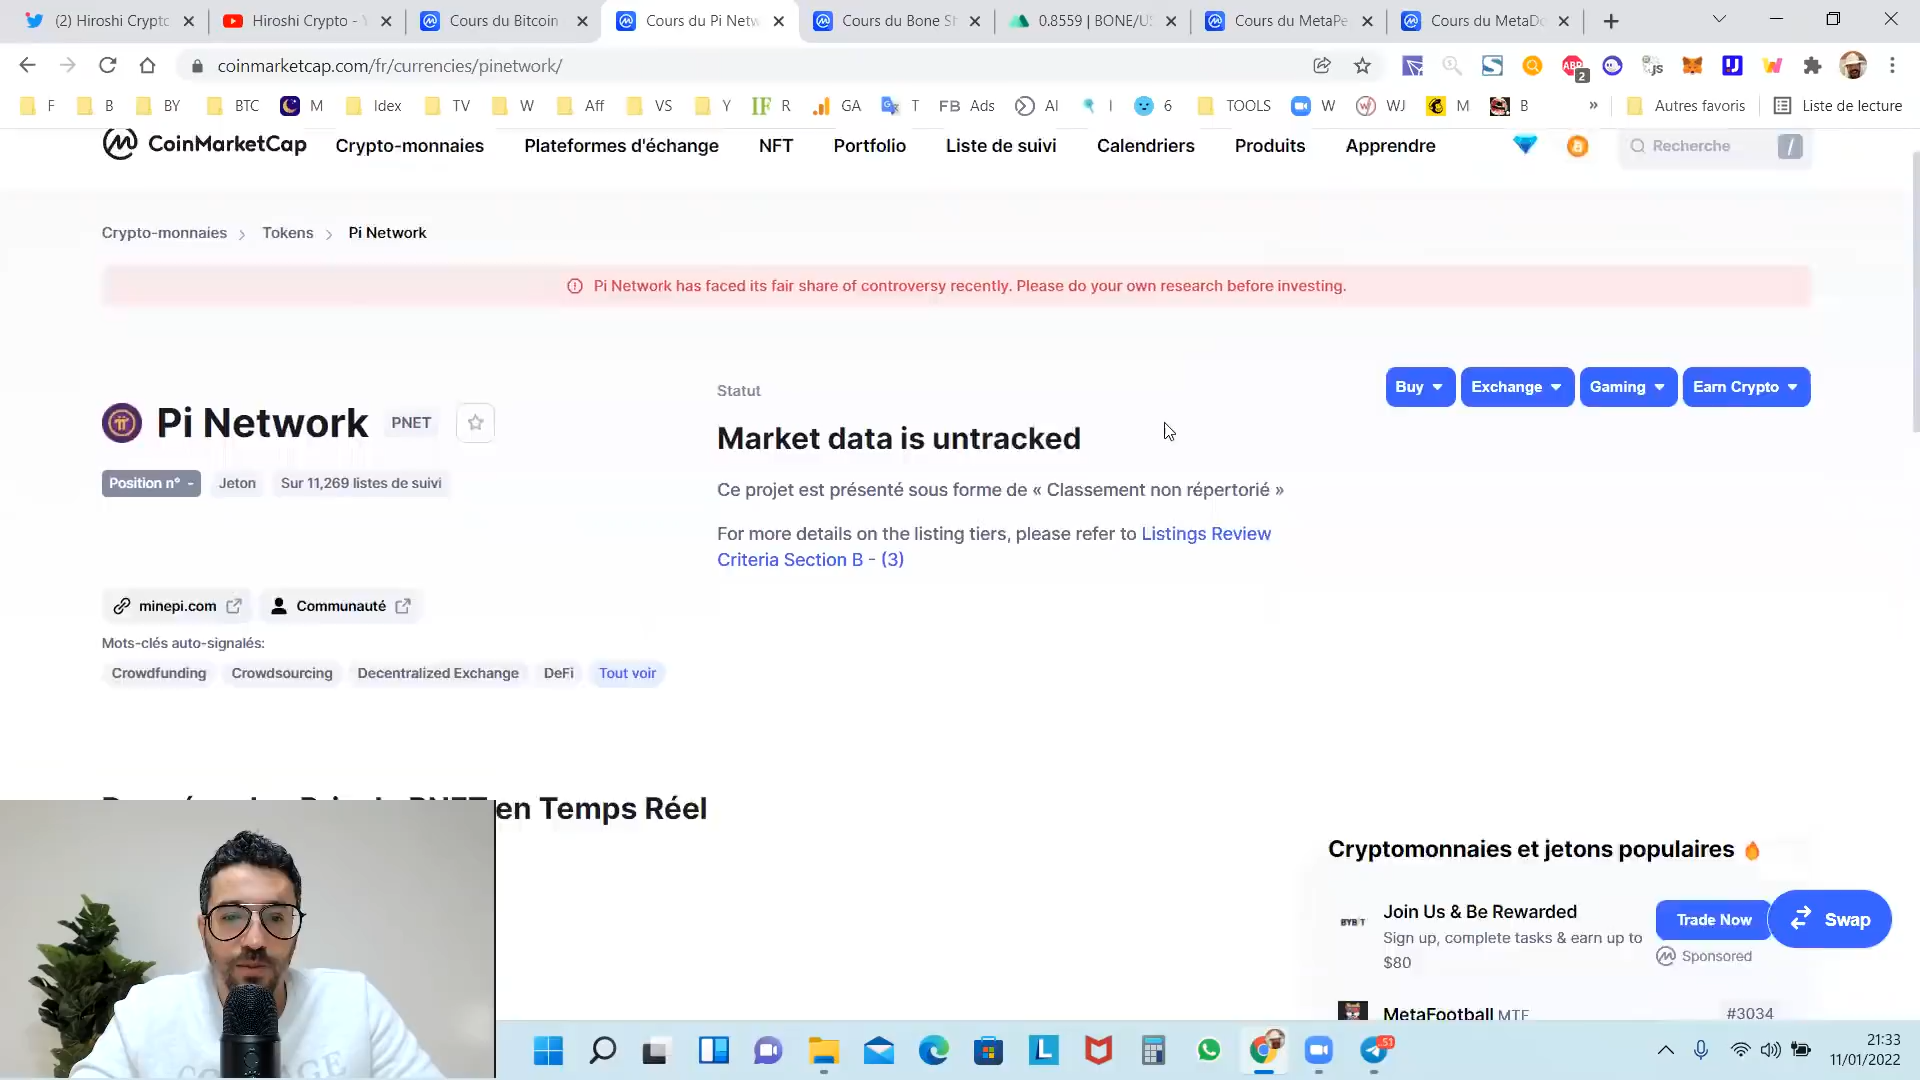 (2) Hiroshi Crypto
Hiroshi Crypto -
Cours du Bitcoin
Cours du Pi Netw
Cours du Bone S
0.8559 | BONE/U
Cours du MetaPe
Cours du MetaDo
coinmarketcap.com/fr/currencies/pinetwork/
ABP
2
F
B
BY
BTC
M
Idex
TV
W
Aff
VS
Y
IF R
GA
T
FB Ads
AI
I
6
TOOLS
W
WJ
M
B
»
Autres favoris
Liste de lecture
CoinMarketCap
Crypto-monnaies
Plateformes d'échange
NFT
Portfolio
Liste de suivi
Calendriers
Produits
Apprendre
Recherche
/
Crypto-monnaies > Tokens > Pi Network
Pi Network has faced its fair share of controversy recently. Please do your own research before investing.
Pi Network PNET
Position n° -
Jeton
Sur 11,269 listes de suivi
minepi.com
Communauté
Mots-clés auto-signalés:
Crowdfunding
Crowdsourcing
Decentralized Exchange
DeFi
Tout voir
Statut
Market data is untracked
Ce projet est présenté sous forme de « Classement non répertorié »
For more details on the listing tiers, please refer to Listings Review
Criteria Section B - (3)
Buy
Exchange
Gaming
Earn Crypto
en Temps Réel
Cryptomonnaies et jetons populaires
BYBIT
Join Us & Be Rewarded
Sign up, complete tasks & earn up to
$80
Trade Now
Sponsored
Swap
MetaFootball MTF
#3034
51
21:33
11/01/2022